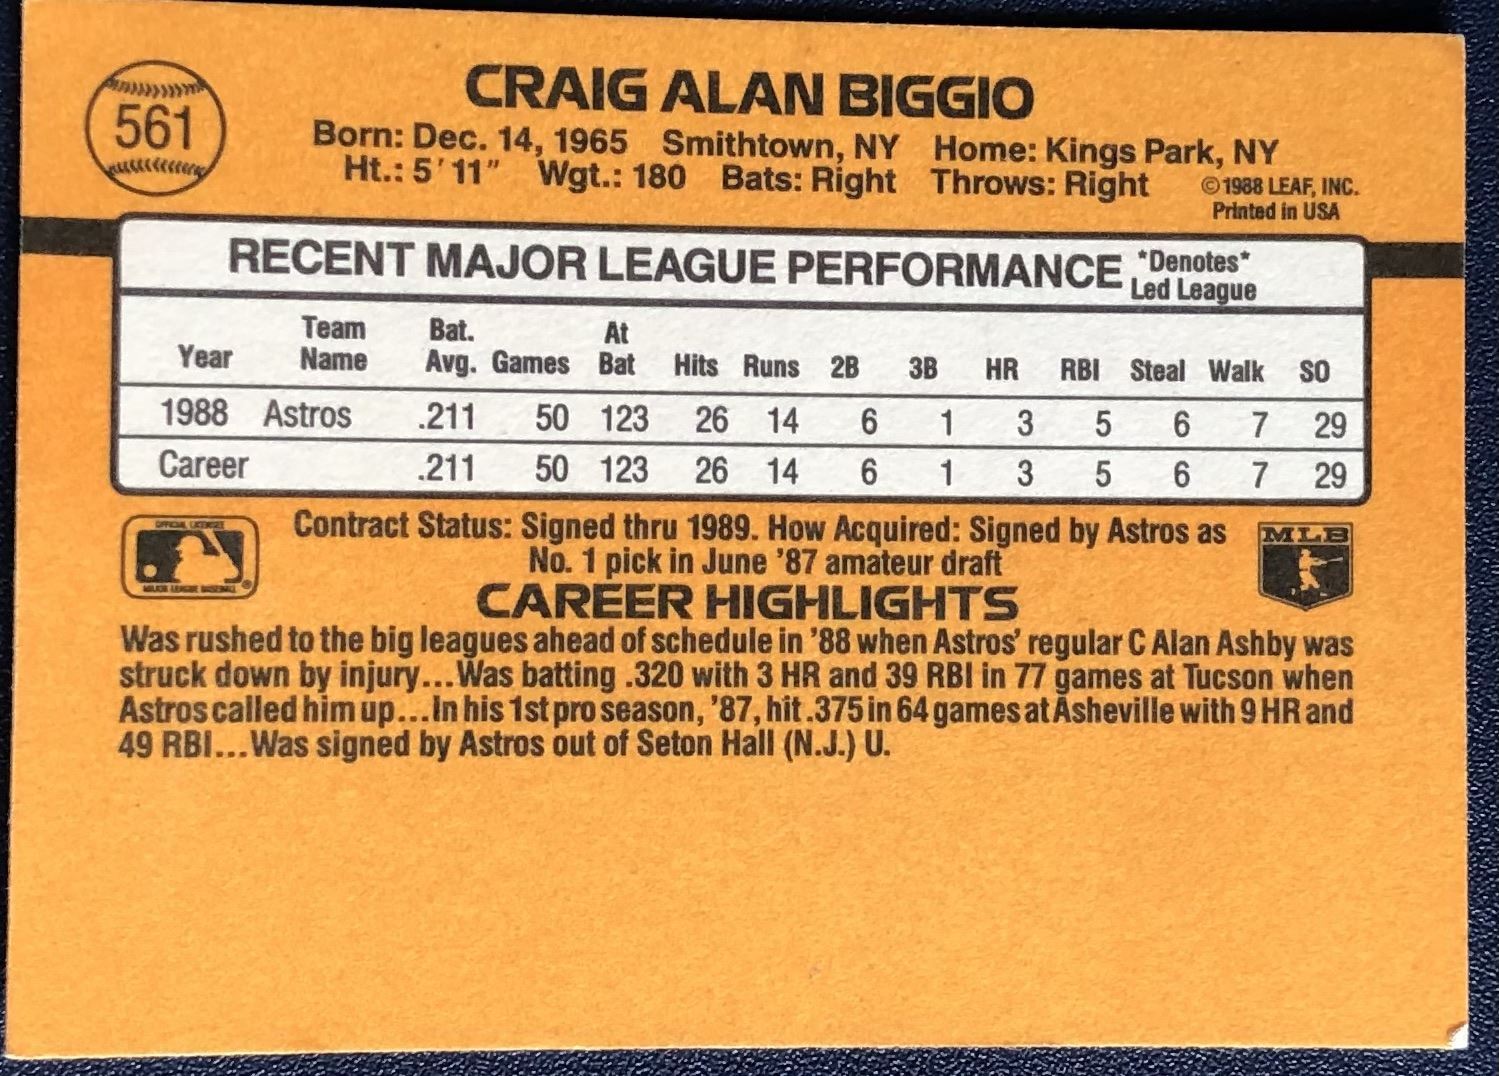 561
CRAIG ALAN BIGGIO
Born: Dec. 14, 1965 Smithtown, NY Home: Kings Park, NY
Ht.: 5' 11" Wgt.: 180 Bats: Right Throws: Right
©1988 LEAF, INC.
Printed in USA
RECENT MAJOR LEAGUE PERFORMANCE *Denotes*
Led League
Year Team Name Bat. Avg. Games At Bat Hits Runs 2B 3B HR RBI Steal Walk SO
1988 Astros .211 50 123 26 14 6 1 3 5 6 7 29
Career .211 50 123 26 14 6 1 3 5 6 7 29
OFFICIAL LICENSEE
MAJOR LEAGUE BASEBALL ®
Contract Status: Signed thru 1989. How Acquired: Signed by Astros as
No. 1 pick in June '87 amateur draft
MLB
CAREER HIGHLIGHTS
Was rushed to the big leagues ahead of schedule in '88 when Astros' regular C Alan Ashby was
struck down by injury...Was batting .320 with 3 HR and 39 RBI in 77 games at Tucson when
Astros called him up...In his 1st pro season, '87, hit .375 in 64 games at Asheville with 9 HR and
49 RBI...Was signed by Astros out of Seton Hall (N.J.) U.